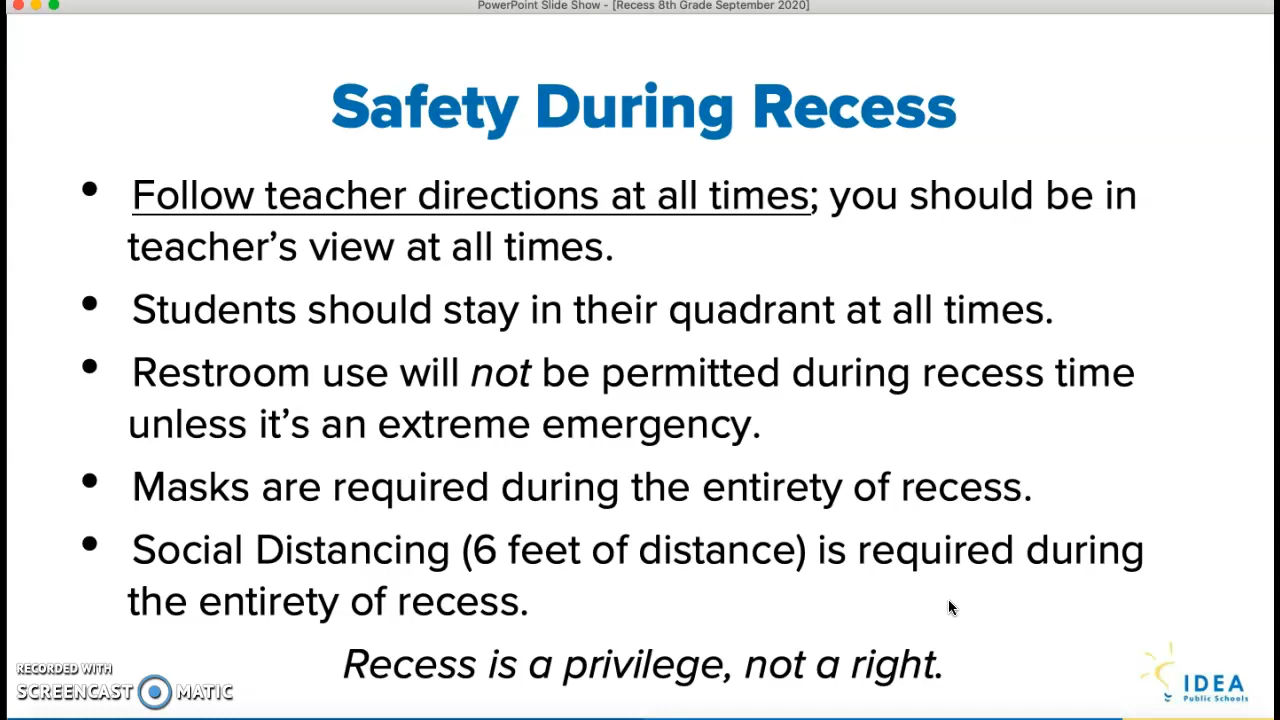 PowerPoint Slide Show - [Recess 8th Grade September 2020]
Safety During Recess
• Follow teacher directions at all times; you should be in
teacher’s view at all times.
• Students should stay in their quadrant at all times.
• Restroom use will not be permitted during recess time
unless it’s an extreme emergency.
• Masks are required during the entirety of recess.
• Social Distancing (6 feet of distance) is required during
the entirety of recess.
Recess is a privilege, not a right.
RECORDED WITH
SCREENCAST MATIC
IDEA
Public Schools